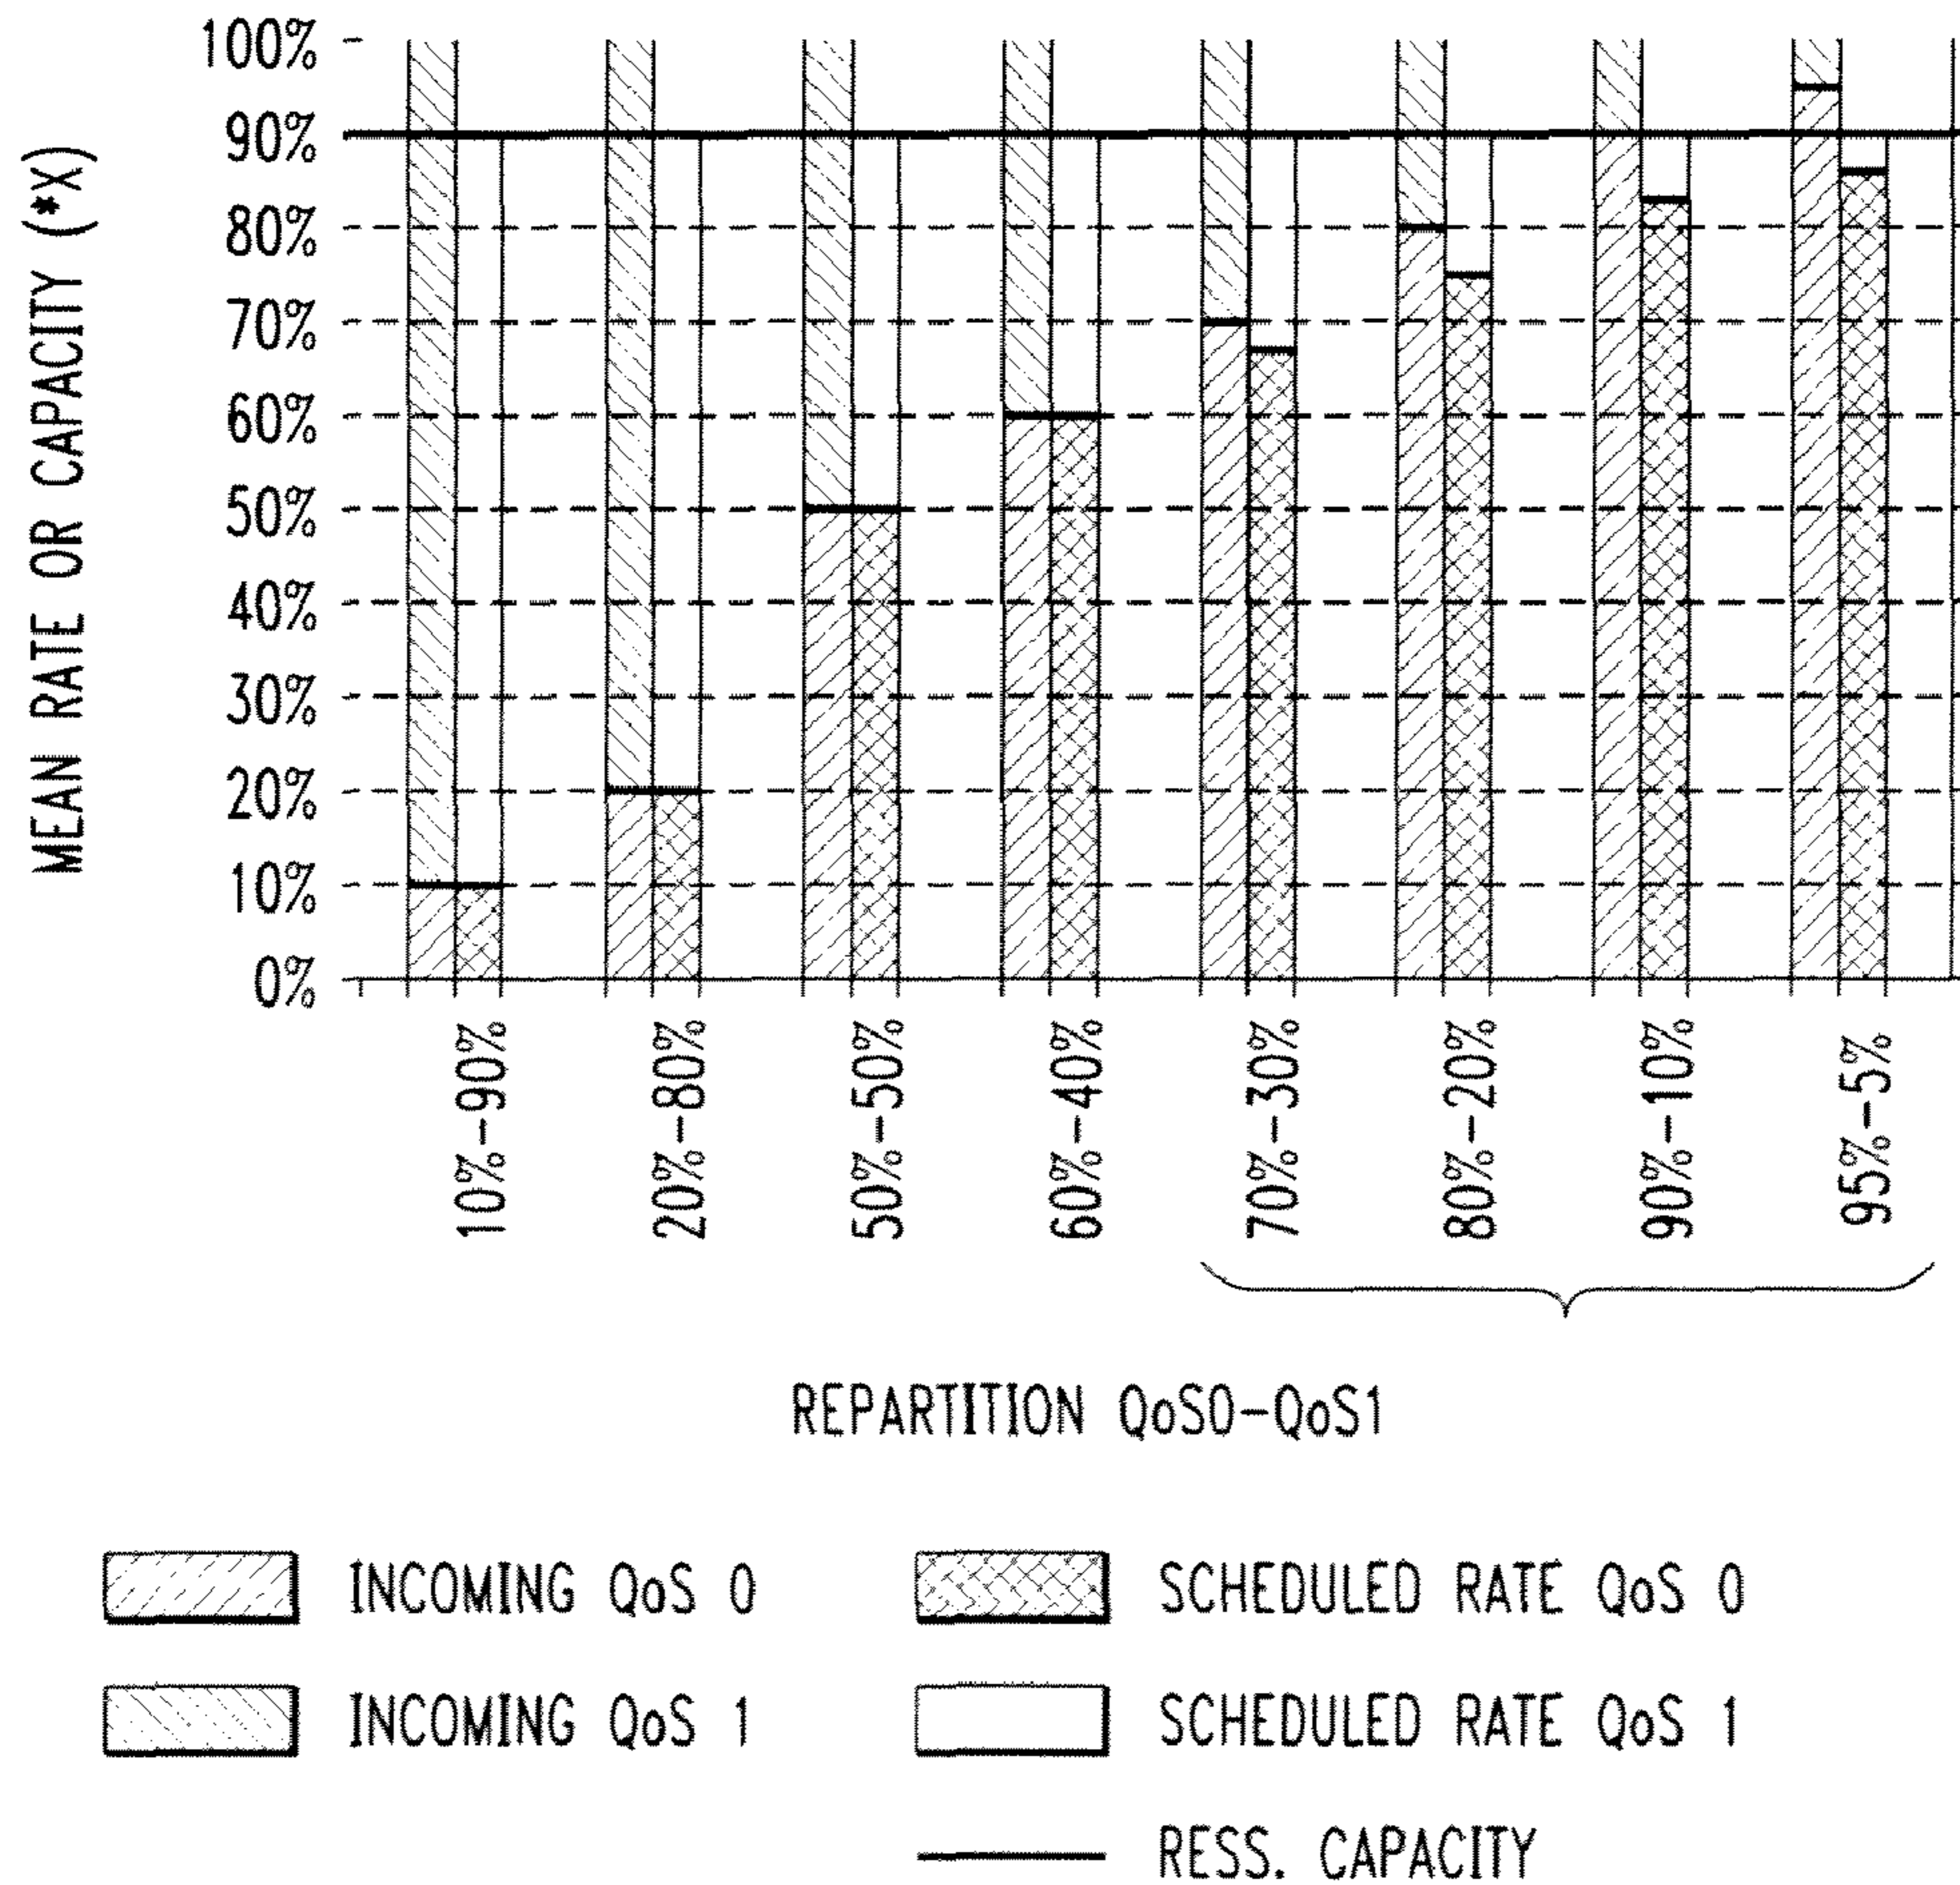 MEAN RATE OR CAPACITY (*X)
100%
90%
80%
70%
60%
50%
40%
30%
20%
10%
0%
10%-90%
20%-80%
50%-50%
60%-40%
70%-30%
80%-20%
90%-10%
95%-5%
REPARTITION QoS0-QoS1
INCOMING QoS 0
SCHEDULED RATE QoS 0
INCOMING QoS 1
SCHEDULED RATE QoS 1
RESS. CAPACITY